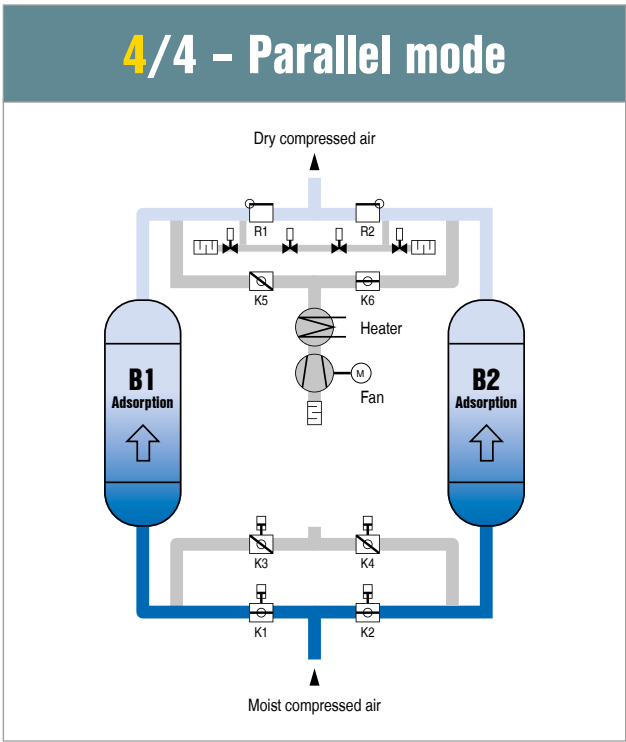 4/4 – Parallel mode
Dry compressed air
R1
R2
K5
K6
Heater
M
Fan
B1
Adsorption
B2
Adsorption
K3
K4
K1
K2
Moist compressed air